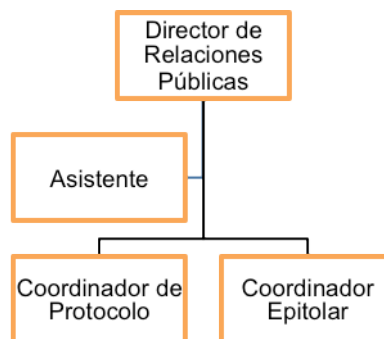 Director de
Relaciones
Públicas
Asistente
Coordinador de
Protocolo
Coordinador
Epitolar